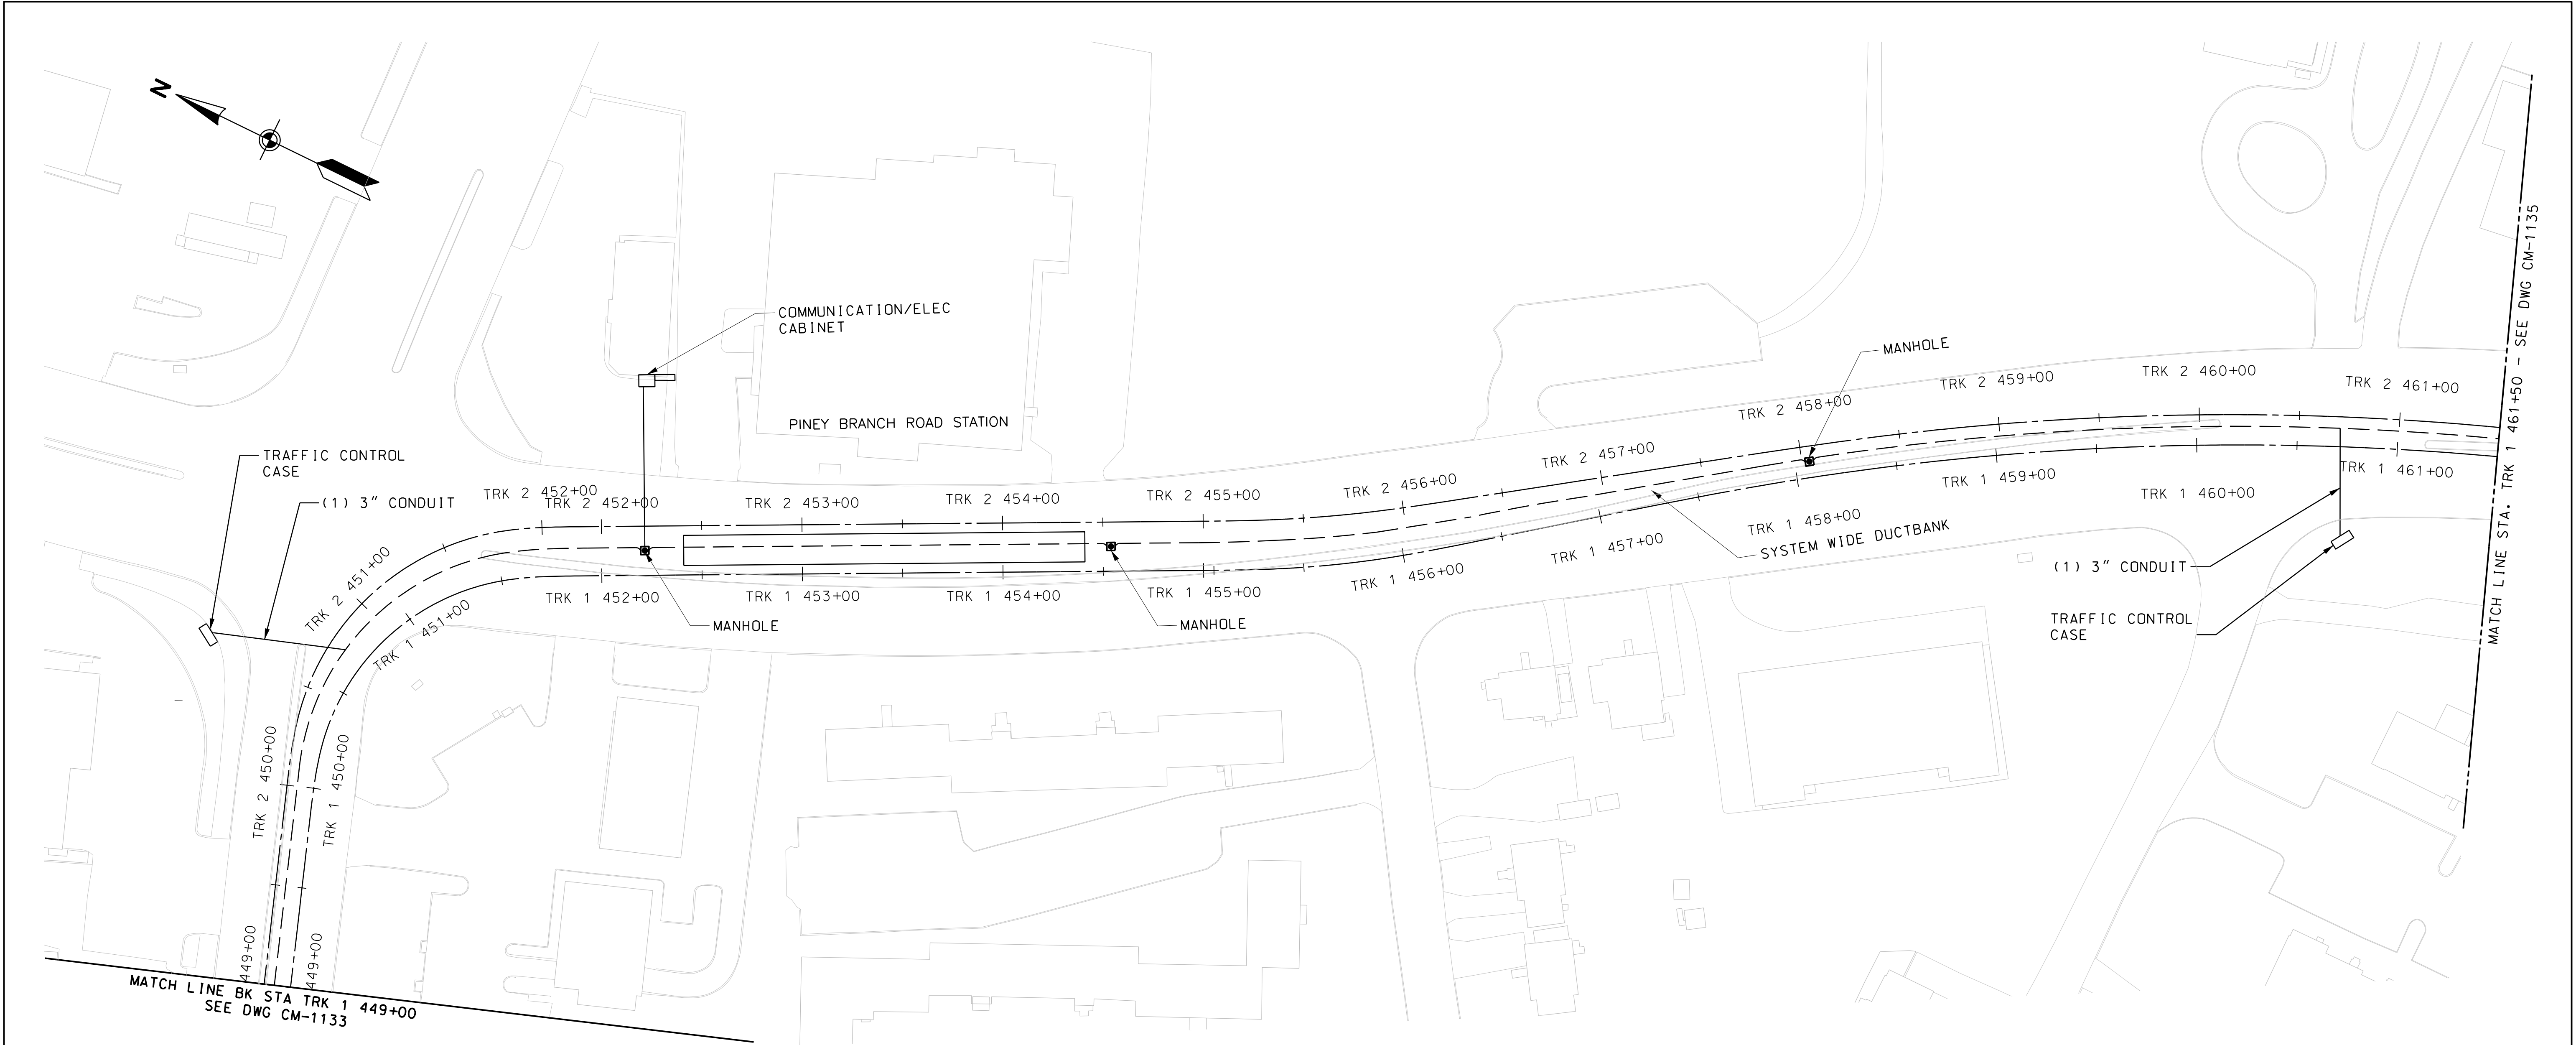 N
COMMUNICATION/ELEC
CABINET
PINEY BRANCH ROAD STATION
TRAFFIC CONTROL
CASE
(1) 3" CONDUIT
TRK 2 452+00
TRK 2 452+00
TRK 2 453+00
TRK 2 454+00
TRK 2 455+00
TRK 2 456+00
TRK 2 457+00
TRK 2 458+00
MANHOLE
TRK 2 459+00
TRK 2 460+00
TRK 2 461+00
TRK 2 451+00
TRK 1 451+00
TRK 1 452+00
TRK 1 453+00
TRK 1 454+00
TRK 1 455+00
TRK 1 456+00
TRK 1 457+00
TRK 1 458+00
TRK 1 459+00
TRK 1 460+00
TRK 1 461+00
MANHOLE
MANHOLE
SYSTEM WIDE DUCTBANK
(1) 3" CONDUIT
TRAFFIC CONTROL
CASE
MATCH LINE STA. TRK 1 461+50 - SEE DWG CM-1135
TRK 2 450+00
TRK 1 450+00
449+00
449+00
MATCH LINE BK STA TRK 1 449+00
SEE DWG CM-1133